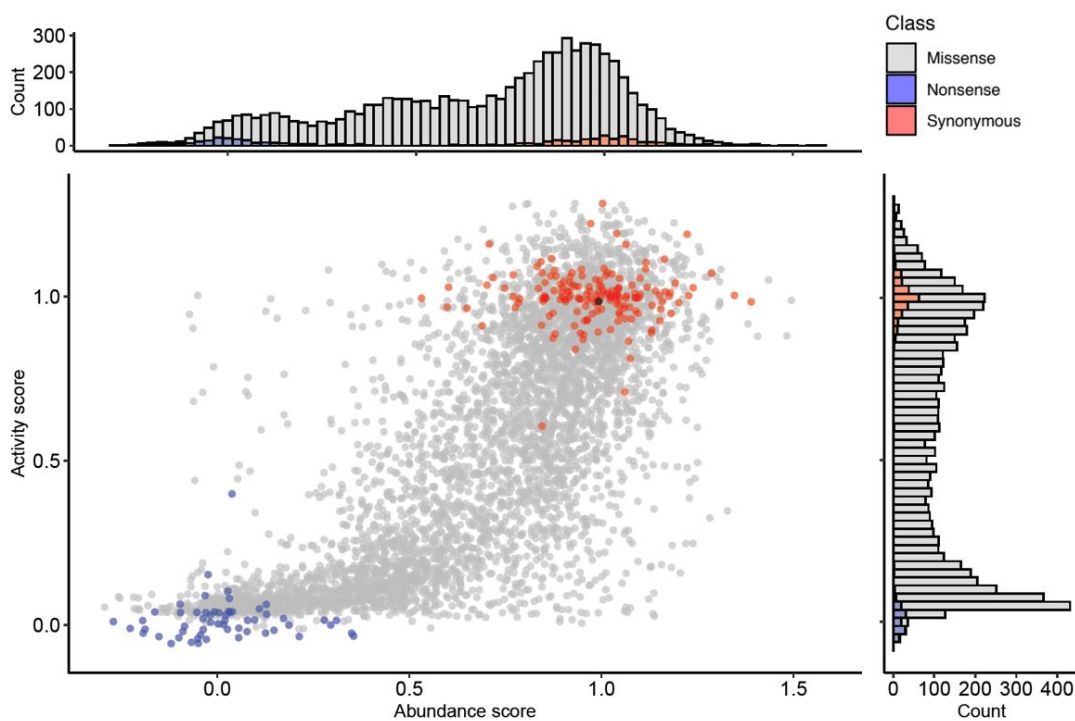 Class
Missense
Nonsense
Synonymous
Count
300
200
100
0
Activity score
1.0
0.5
0.0
0.0 0.5 1.0 1.5
Abundance score
0 100 200 300 400
Count